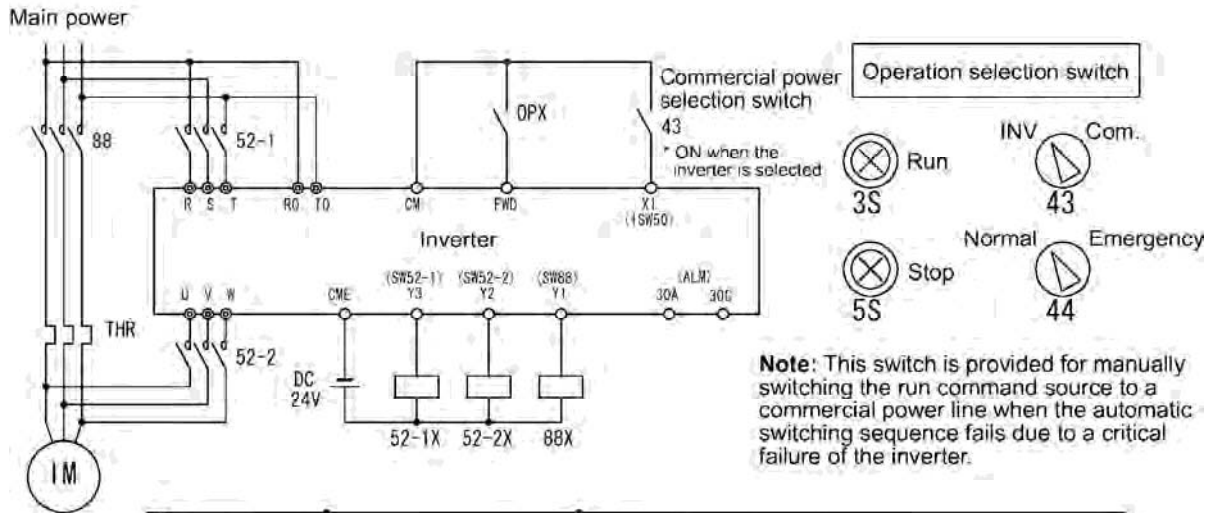 Main power
88
52-1
OPX
Commercial power
selection switch
43
* ON when the
inverter is selected
Operation selection switch
INV Com.
Run
3S
43
R S T R0 T0 CM FWD X1
(ISW50)
Inverter
Normal Emergency
Stop
5S
44
(SW52-1) (SW52-2) (SW88) (ALM)
U V W CME Y3 Y2 Y1 30A 30C
THR
52-2
DC
24V
52-1X 52-2X 88X
IM
Note: This switch is provided for manually
switching the run command source to a
commercial power line when the automatic
switching sequence fails due to a critical
failure of the inverter.